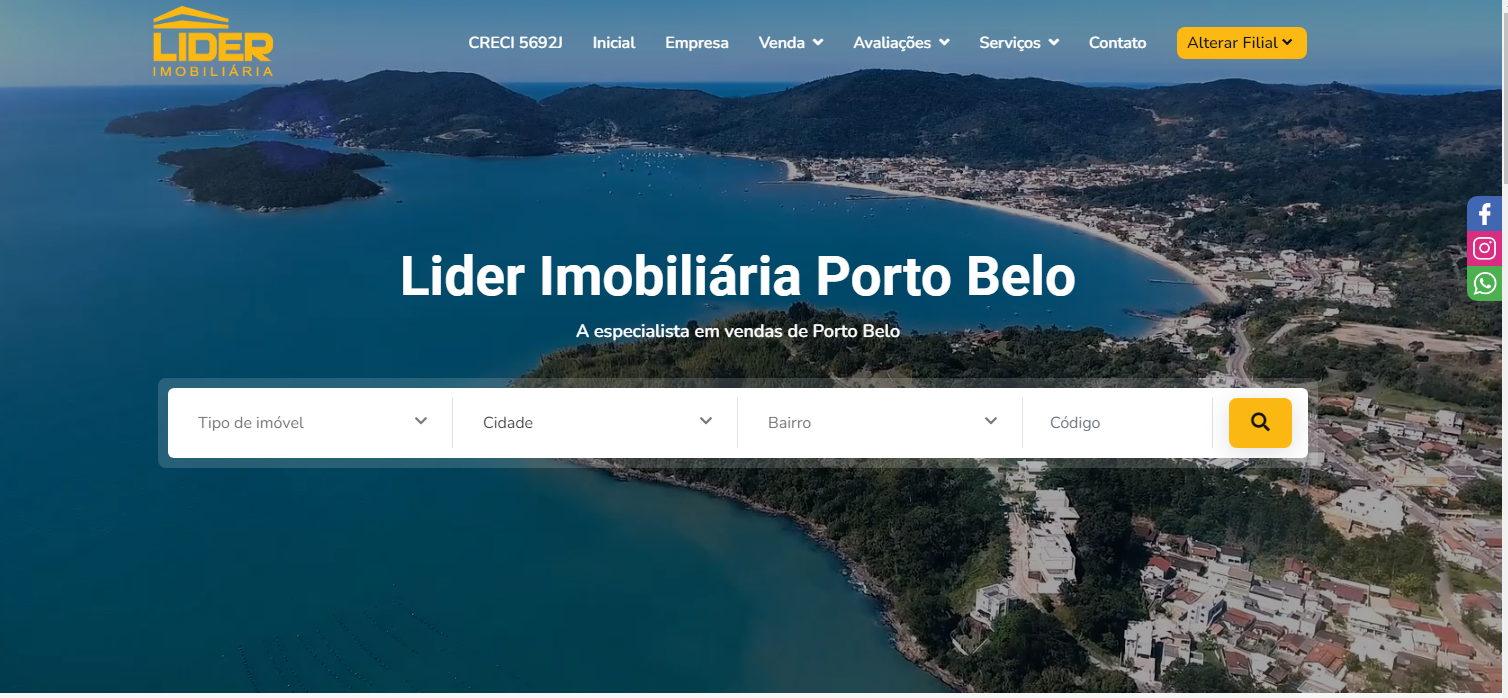 LIDER
IMOBILIÁRIA
CRECI 5692J Inicial Empresa Venda Avaliações Serviços Contato Alterar Filial
Lider Imobiliária Porto Belo
A especialista em vendas de Porto Belo
Tipo de imóvel Cidade Bairro Código